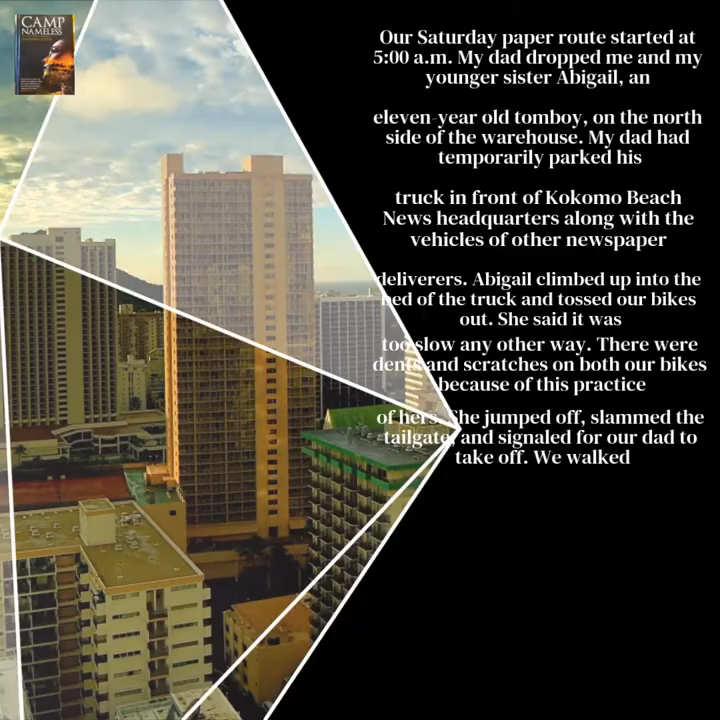 CAMP
NAMELESS
Our Saturday paper route started at
5:00 a.m. My dad dropped me and my
younger sister Abigail, an
eleven-year old tomboy, on the north
side of the warehouse. My dad had
temporarily parked his
truck in front of Kokomo Beach
News headquarters along with the
vehicles of other newspaper
deliverers. Abigail climbed up into the
bed of the truck and tossed our bikes
out. She said it was
too slow any other way. There were
dents and scratches on both our bikes
because of this practice
of hers. She jumped off, slammed the
tailgate, and signaled for our dad to
take off. We walked